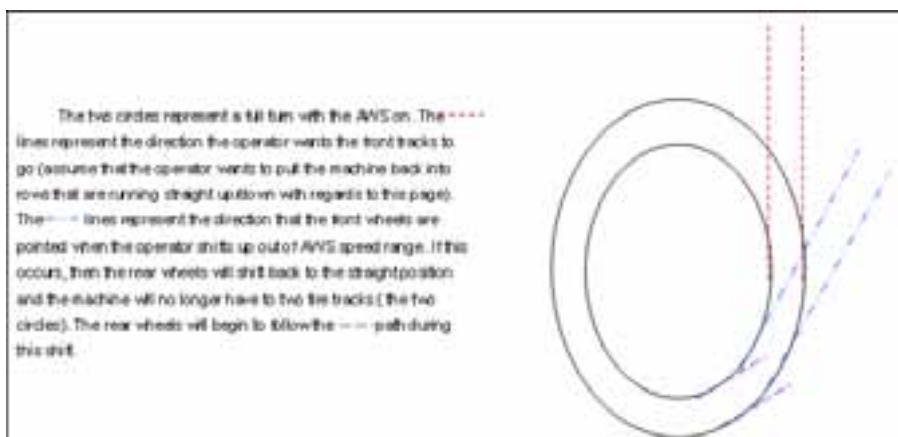 The two circles represent a full turn with the AWS on. The -----
lines represent the direction the operator wants the front tracks to
go (assume that the operator wants to pull the machine back into
rows that are running straight up/down with regards to this page).
The -·-·- lines represent the direction that the front wheels are
pointed when the operator shifts up out of AWS speed range. If this
occurs, then the rear wheels will shift back to the straight position
and the machine will no longer have to two tire tracks ( the two
circles). The rear wheels will begin to follow the — — path during
this shift.